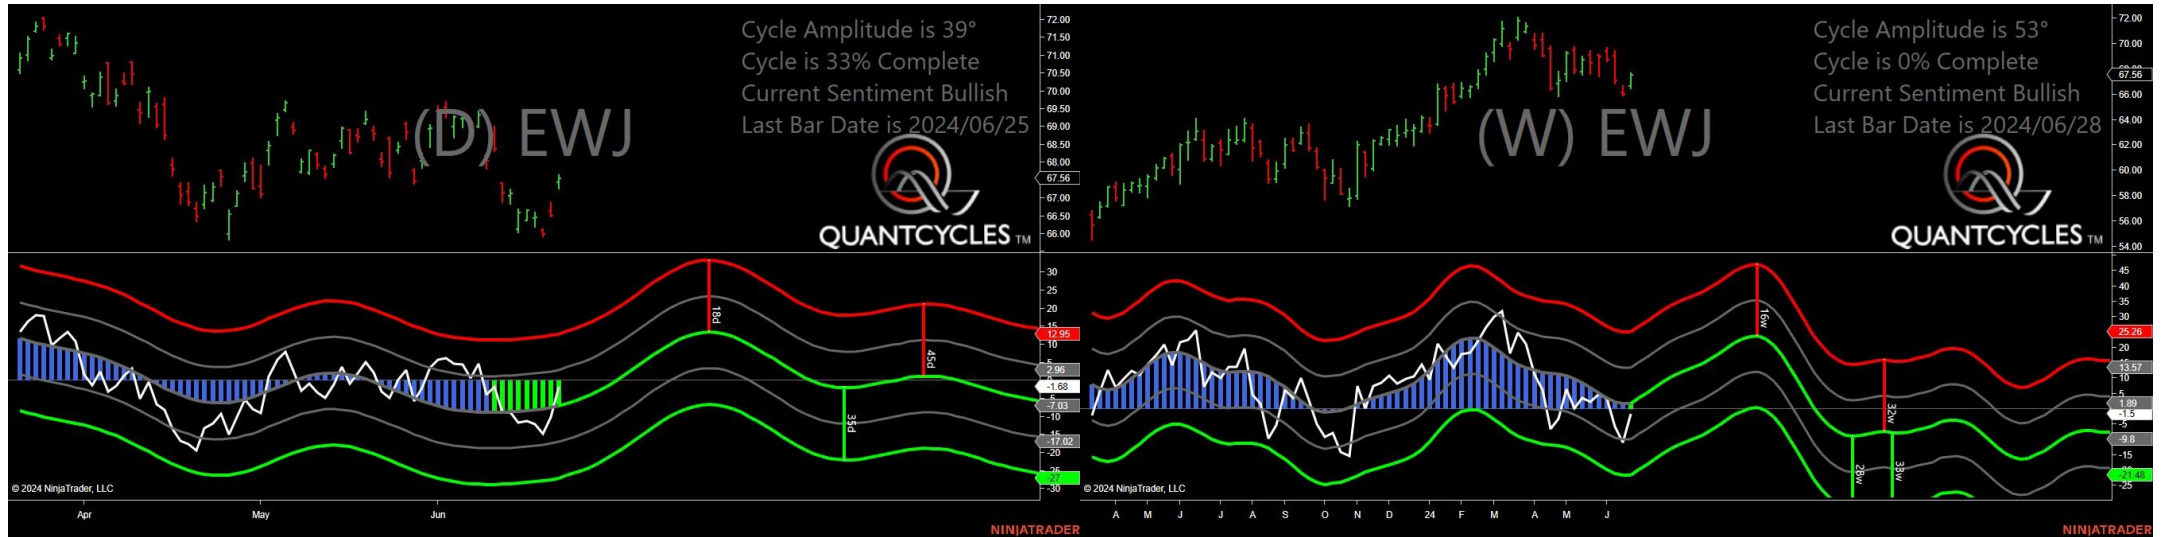 Cycle Amplitude is 39°
Cycle is 33% Complete
Current Sentiment Bullish
Last Bar Date is 2024/06/25
(D) EWJ
QUANTCYCLES TM
72.00
71.50
71.00
70.50
70.00
69.50
69.00
68.50
68.00
67.56
67.00
66.50
66.00
18d
45d
35d
30
25
20
15
12.95
10
2.96
-1.68
-5
-7.03
-10
-15
-17.02
-20
-25
-27
-30
© 2024 NinjaTrader, LLC
Apr
May
Jun
NINJATRADER
Cycle Amplitude is 53°
Cycle is 0% Complete
Current Sentiment Bullish
Last Bar Date is 2024/06/28
(W) EWJ
QUANTCYCLES TM
72.00
70.00
67.56
66.00
64.00
62.00
60.00
58.00
56.00
54.00
16w
32w
28w
33w
45
40
35
30
25.26
20
13.57
10
1.89
-1.5
-5
-9.8
-15
-21.48
-25
© 2024 NinjaTrader, LLC
A M J J A S O N D 24 F M A M J
NINJATRADER